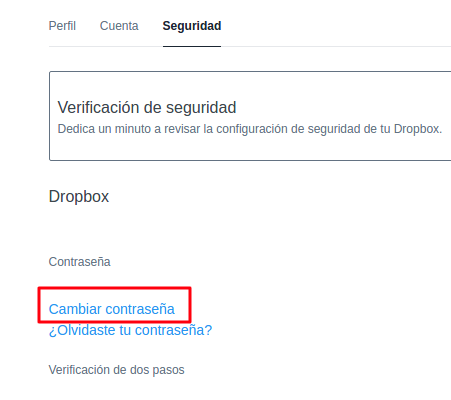 Perfil Cuenta Seguridad
Verificación de seguridad
Dedica un minuto a revisar la configuración de seguridad de tu Dropbox.
Dropbox
Contraseña
Cambiar contraseña
¿Olvidaste tu contraseña?
Verificación de dos pasos